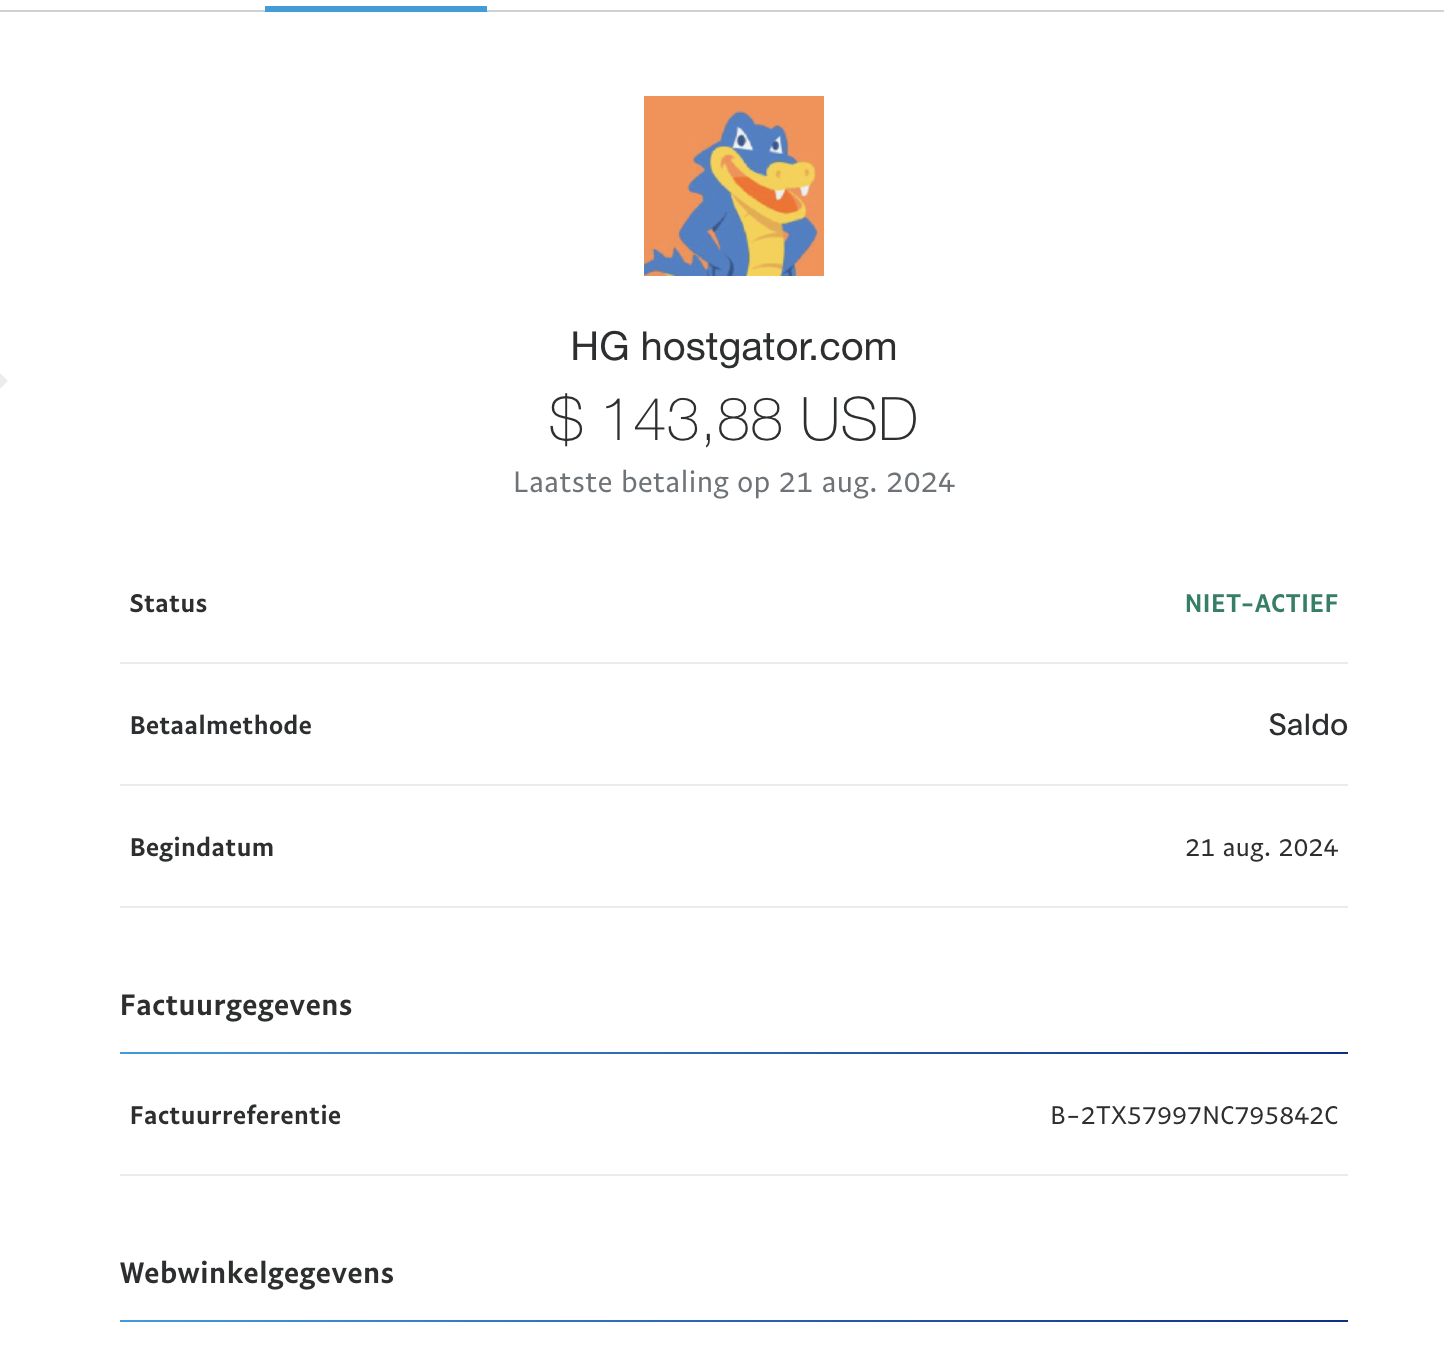 HG hostgator.com
$ 143,88 USD
Laatste betaling op 21 aug. 2024
Status NIET-ACTIEF
Betaalmethode Saldo
Begindatum 21 aug. 2024
Factuurgegevens
Factuurreferentie B-2TX57997NC795842C
Webwinkelgegevens